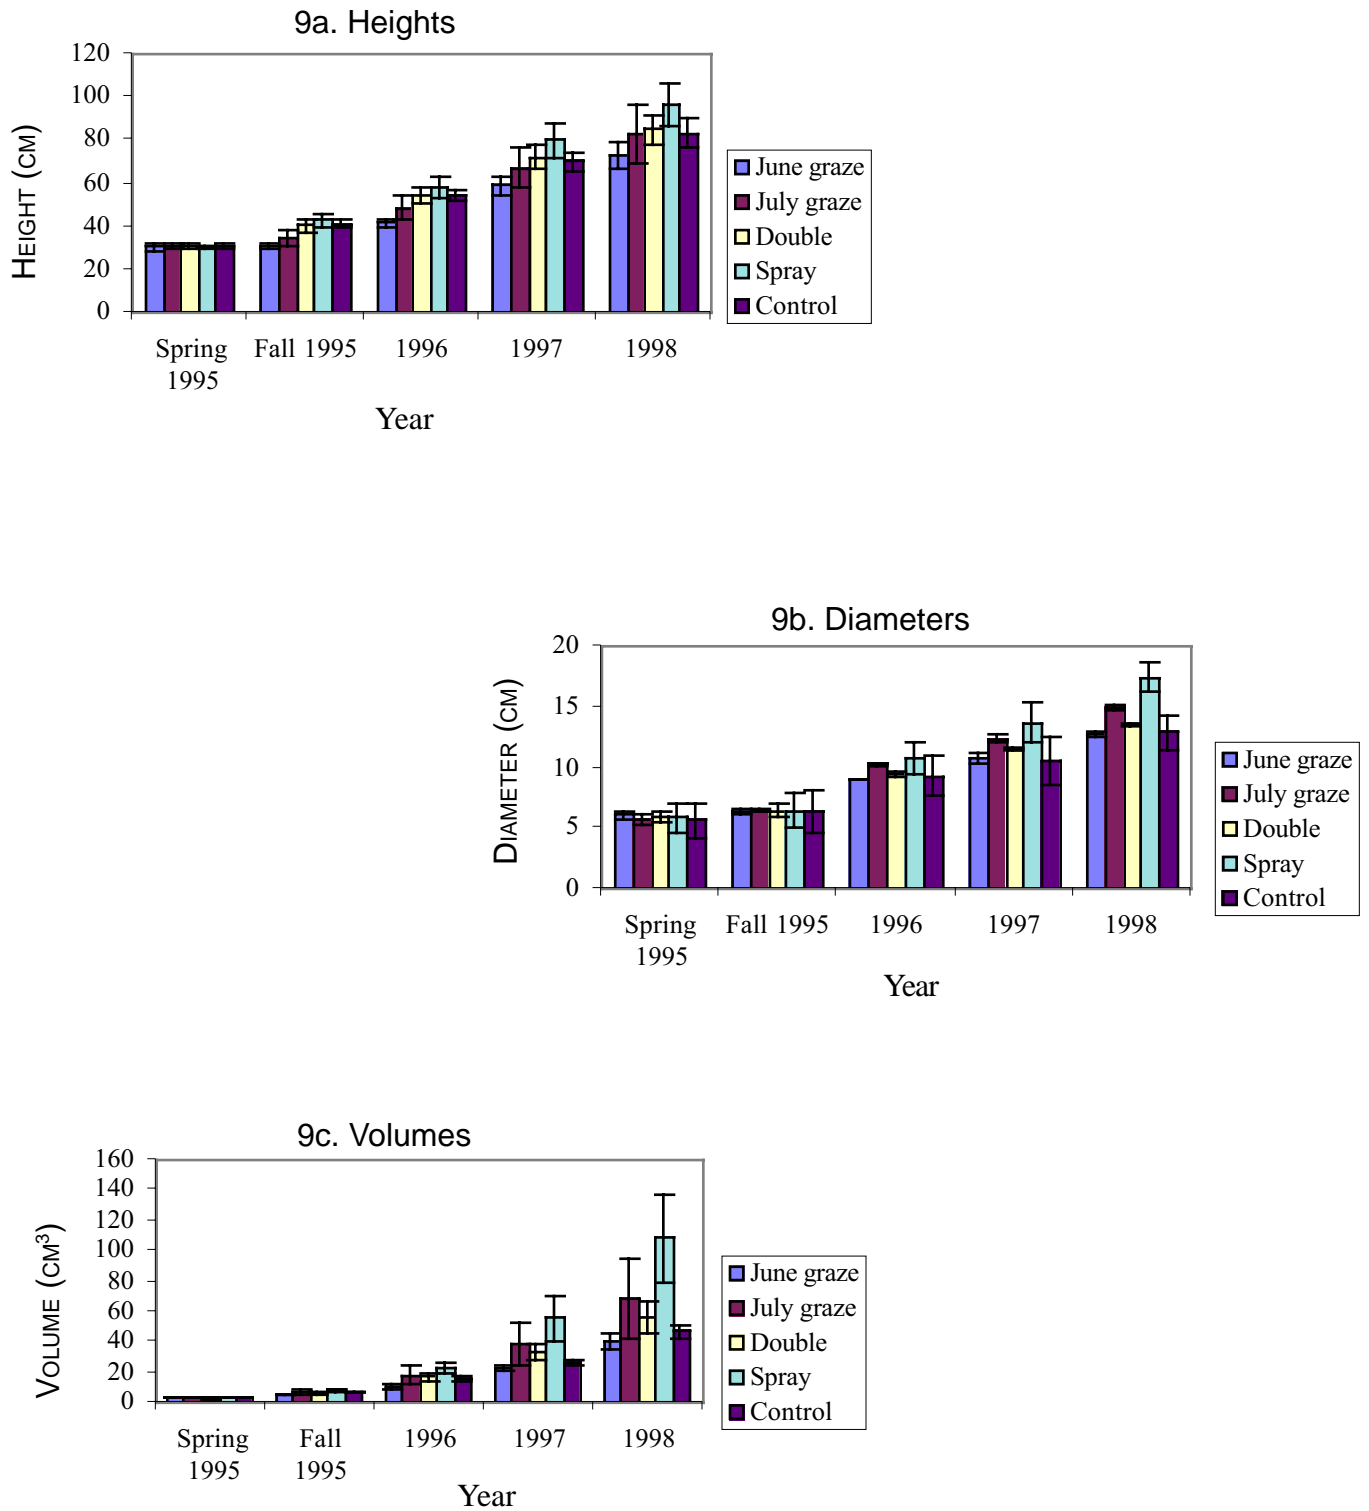 9a. Heights
120
100
80
60
40
20
0
HEIGHT (CM)
Spring 1995
Fall 1995
1996
1997
1998
Year
June graze
July graze
Double
Spray
Control
9b. Diameters
20
15
10
5
0
DIAMETER (CM)
Spring 1995
Fall 1995
1996
1997
1998
Year
June graze
July graze
Double
Spray
Control
9c. Volumes
160
140
120
100
80
60
40
20
0
VOLUME (CM³)
Spring 1995
Fall 1995
1996
1997
1998
Year
June graze
July graze
Double
Spray
Control